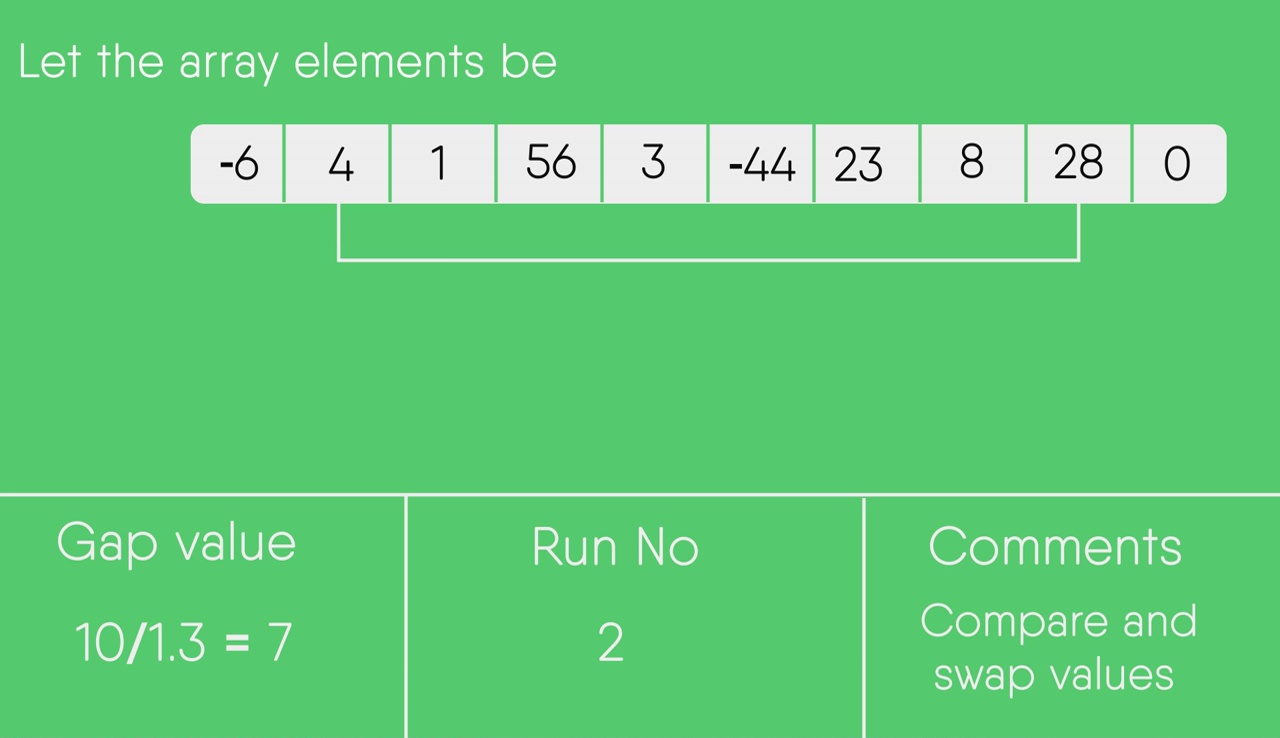 Let the array elements be
-6 4 1 56 3 -44 23 8 28 0
Gap value Run No Comments
10/1.3 = 7 2 Compare and
swap values